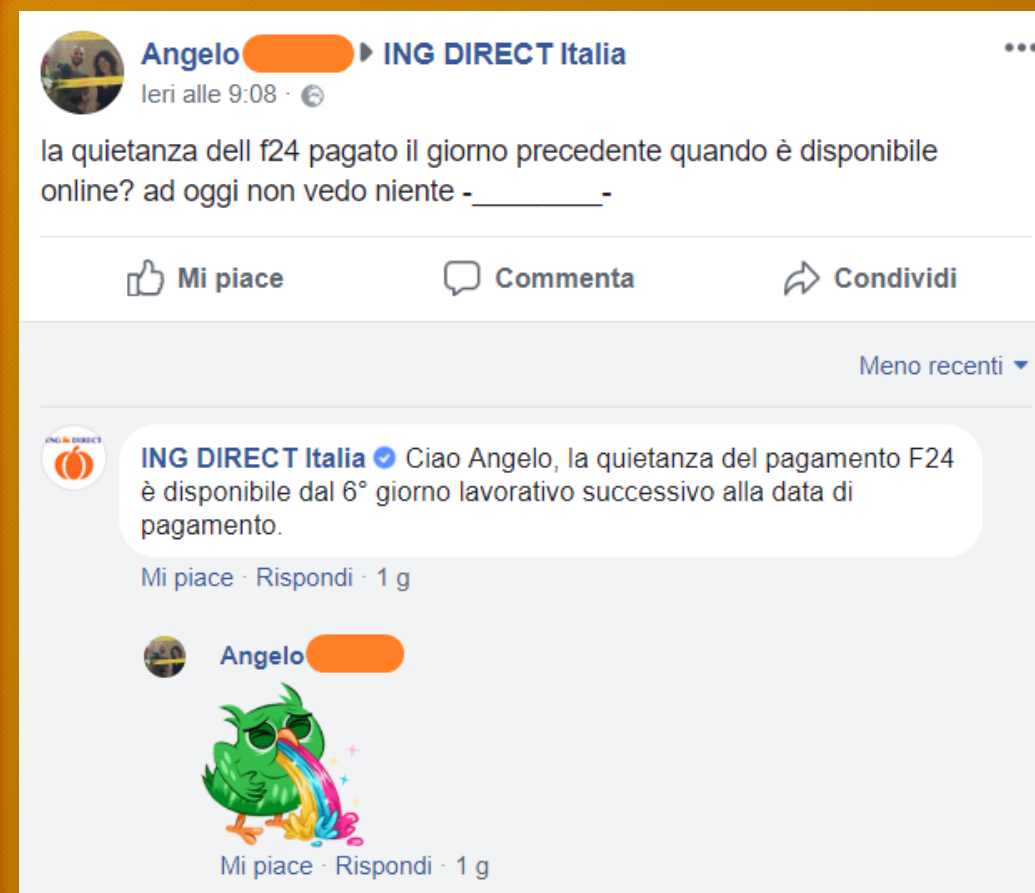 Angelo ING DIRECT Italia
Ieri alle 9:08 ·
la quietanza dell f24 pagato il giorno precedente quando è disponibile
online? ad oggi non vedo niente -________-
Mi piace Commenta Condividi
Meno recenti
ING DIRECT
ING DIRECT Italia Ciao Angelo, la quietanza del pagamento F24
è disponibile dal 6° giorno lavorativo successivo alla data di
pagamento.
Mi piace · Rispondi · 1 g
Angelo
Mi piace · Rispondi · 1 g